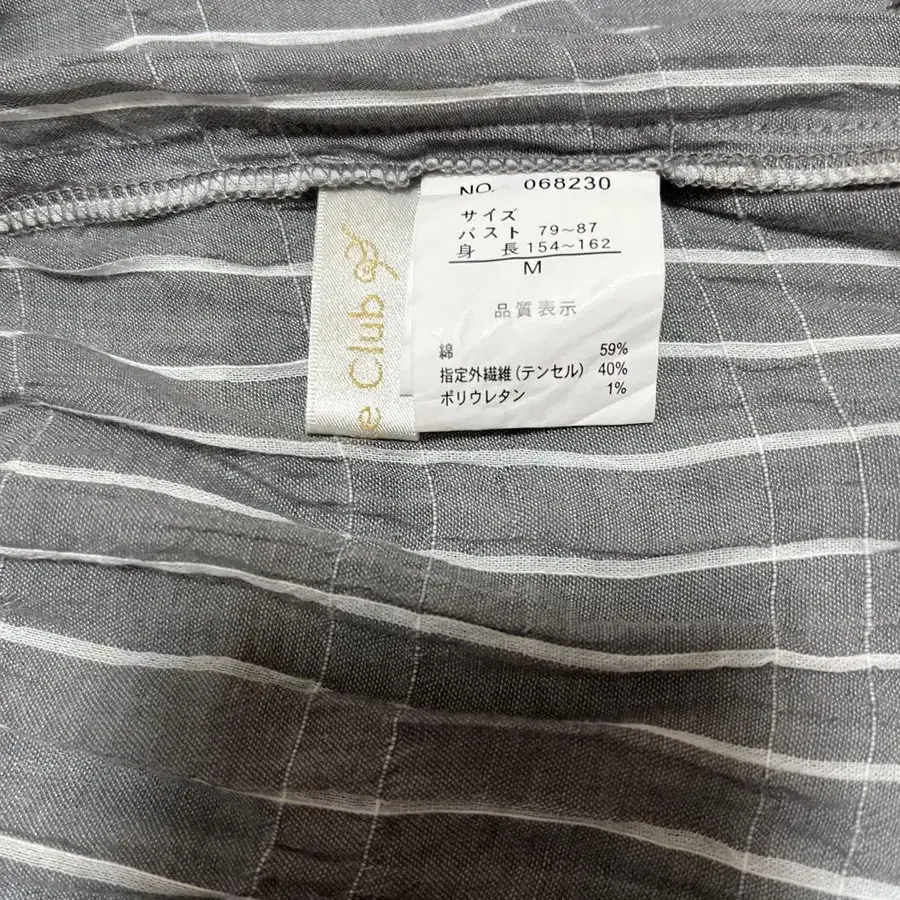 NO. 068230
サイズ
バスト 79~87
身長 154~162
M
品質表示
綿 59%
指定外繊維(テンセル) 40%
ポリウレタン 1%
e Club